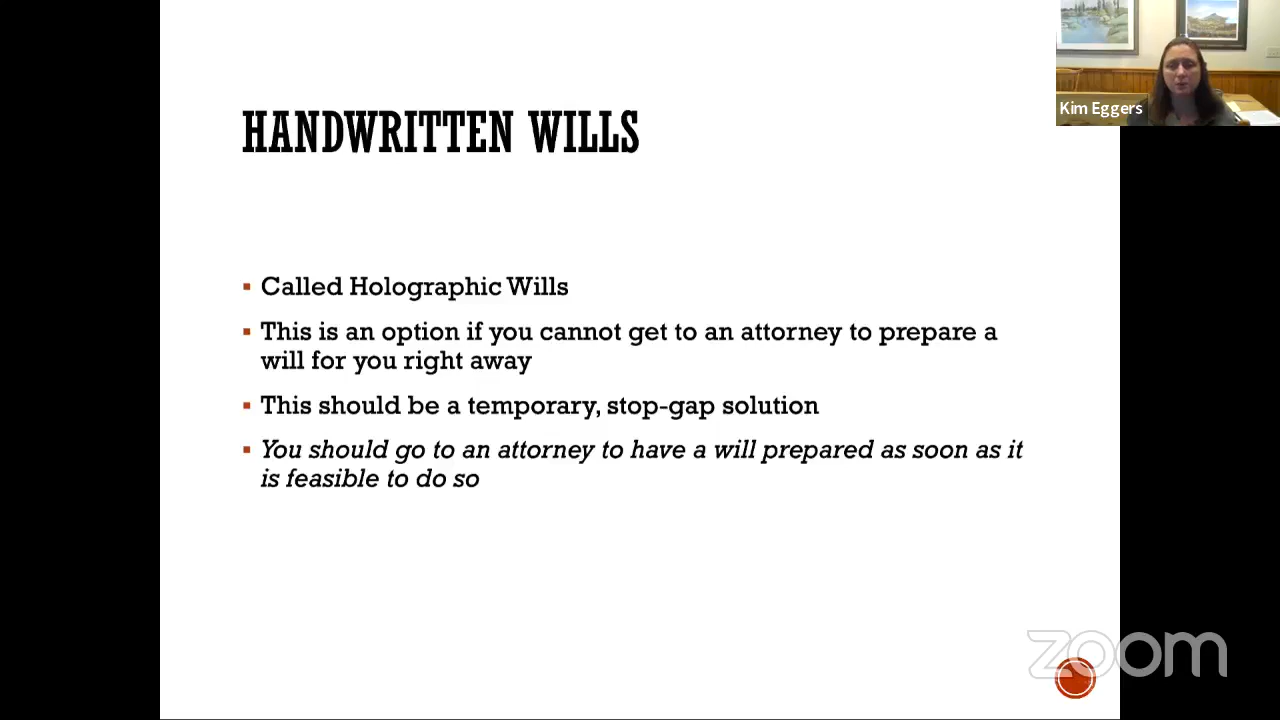 Kim Eggers
HANDWRITTEN WILLS
▪ Called Holographic Wills
▪ This is an option if you cannot get to an attorney to prepare a
will for you right away
▪ This should be a temporary, stop-gap solution
▪ You should go to an attorney to have a will prepared as soon as it
is feasible to do so
zoom